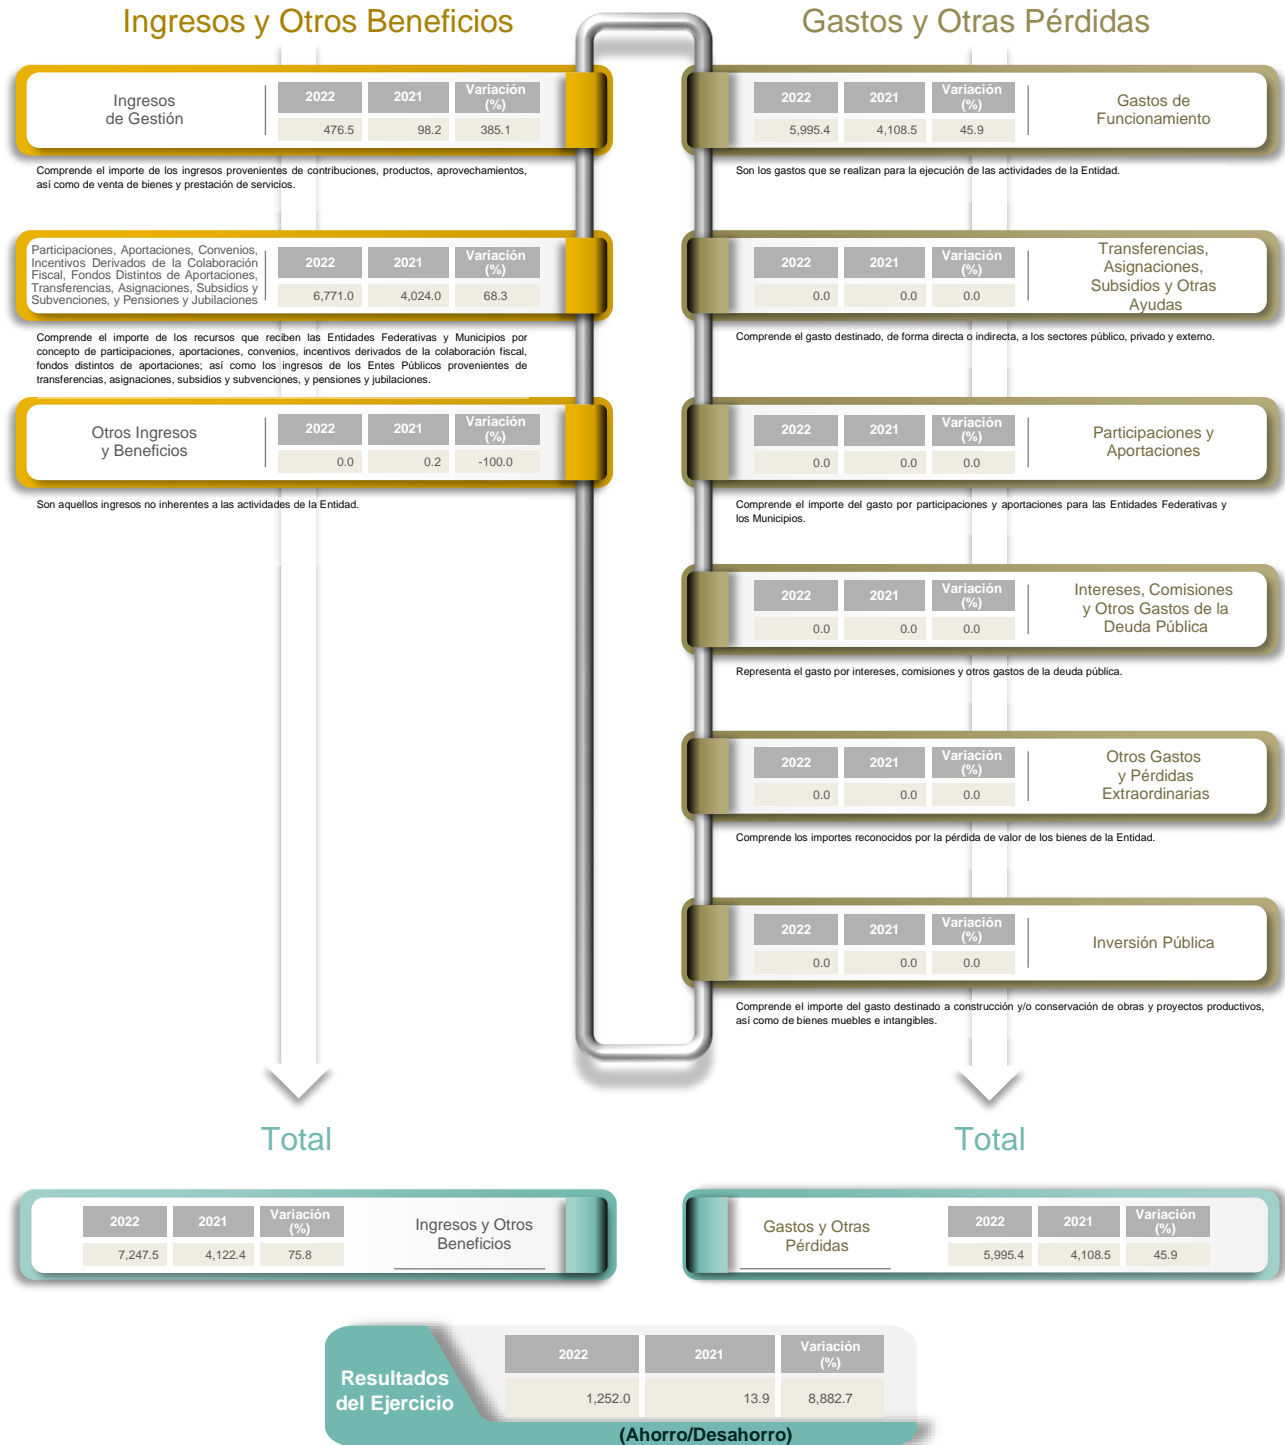 Ingresos y Otros Beneficios
Ingresos
de Gestión
2022 2021 Variación
(%)
476.5 98.2 385.1
Comprende el importe de los ingresos provenientes de contribuciones, productos, aprovechamientos,
así como de venta de bienes y prestación de servicios.
Participaciones, Aportaciones, Convenios,
Incentivos Derivados de la Colaboración
Fiscal, Fondos Distintos de Aportaciones,
Transferencias, Asignaciones, Subsidios y
Subvenciones, y Pensiones y Jubilaciones
2022 2021 Variación
(%)
6,771.0 4,024.0 68.3
Comprende el importe de los recursos que reciben las Entidades Federativas y Municipios por
concepto de participaciones, aportaciones, convenios, incentivos derivados de la colaboración fiscal,
fondos distintos de aportaciones; así como los ingresos de los Entes Públicos provenientes de
transferencias, asignaciones, subsidios y subvenciones, y pensiones y jubilaciones.
Otros Ingresos
y Beneficios
2022 2021 Variación
(%)
0.0 0.2 -100.0
Son aquellos ingresos no inherentes a las actividades de la Entidad.
Gastos y Otras Pérdidas
2022 2021 Variación
(%)
5,995.4 4,108.5 45.9
Gastos de
Funcionamiento
Son los gastos que se realizan para la ejecución de las actividades de la Entidad.
2022 2021 Variación
(%)
0.0 0.0 0.0
Transferencias,
Asignaciones,
Subsidios y Otras
Ayudas
Comprende el gasto destinado, de forma directa o indirecta, a los sectores público, privado y externo.
2022 2021 Variación
(%)
0.0 0.0 0.0
Participaciones y
Aportaciones
Comprende el importe del gasto por participaciones y aportaciones para las Entidades Federativas y
los Municipios.
2022 2021 Variación
(%)
0.0 0.0 0.0
Intereses, Comisiones
y Otros Gastos de la
Deuda Pública
Representa el gasto por intereses, comisiones y otros gastos de la deuda pública.
2022 2021 Variación
(%)
0.0 0.0 0.0
Otros Gastos
y Pérdidas
Extraordinarias
Comprende los importes reconocidos por la pérdida de valor de los bienes de la Entidad.
2022 2021 Variación
(%)
0.0 0.0 0.0
Inversión Pública
Comprende el importe del gasto destinado a construcción y/o conservación de obras y proyectos productivos,
así como de bienes muebles e intangibles.
Total
2022 2021 Variación
(%)
7,247.5 4,122.4 75.8
Ingresos y Otros
Beneficios
Total
Gastos y Otras
Pérdidas
2022 2021 Variación
(%)
5,995.4 4,108.5 45.9
Resultados
del Ejercicio
2022 2021 Variación
(%)
1,252.0 13.9 8,882.7
(Ahorro/Desahorro)